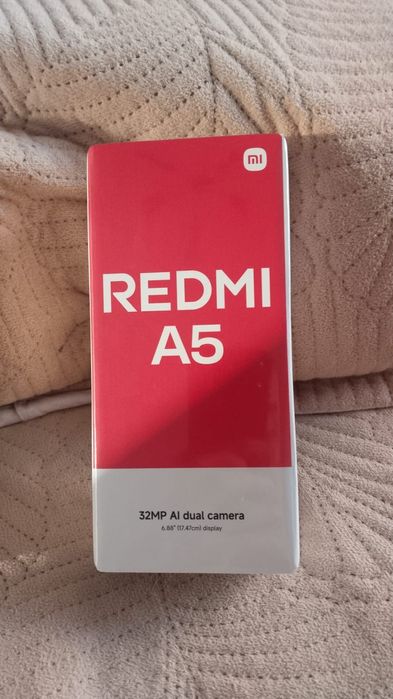 mi
REDMI
A5
32MP AI dual camera
6.88" (17.47cm) display